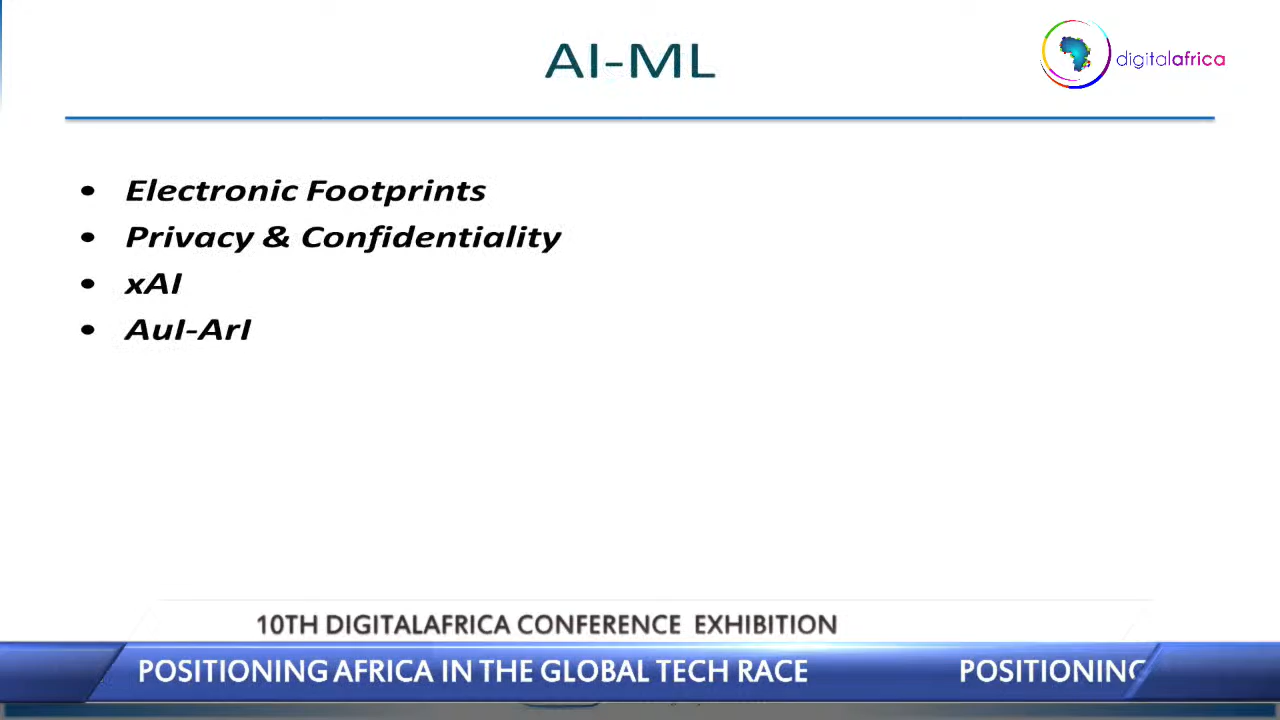 AI-ML
digitalafrica
• Electronic Footprints
• Privacy & Confidentiality
• xAI
• AuI-ArI
10TH DIGITALAFRICA CONFERENCE EXHIBITION
POSITIONING AFRICA IN THE GLOBAL TECH RACE POSITIONING